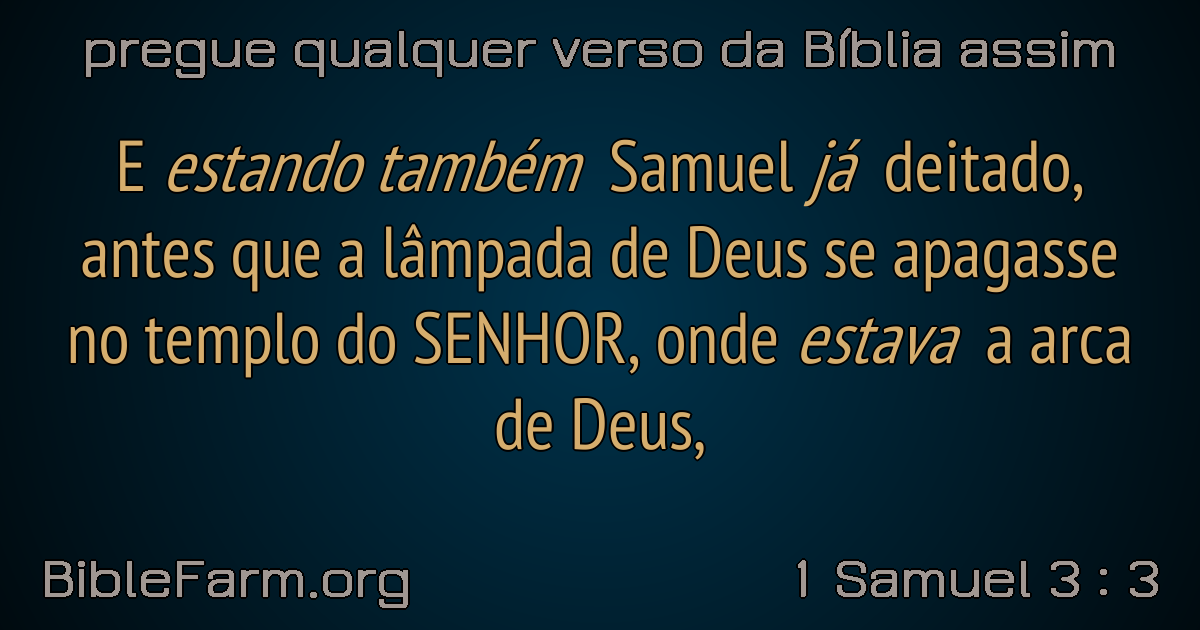 pregue qualquer verso da Bíblia assim
E estando também Samuel já deitado,
antes que a lâmpada de Deus se apagasse
no templo do SENHOR, onde estava a arca
de Deus,
BibleFarm.org
1 Samuel 3 : 3